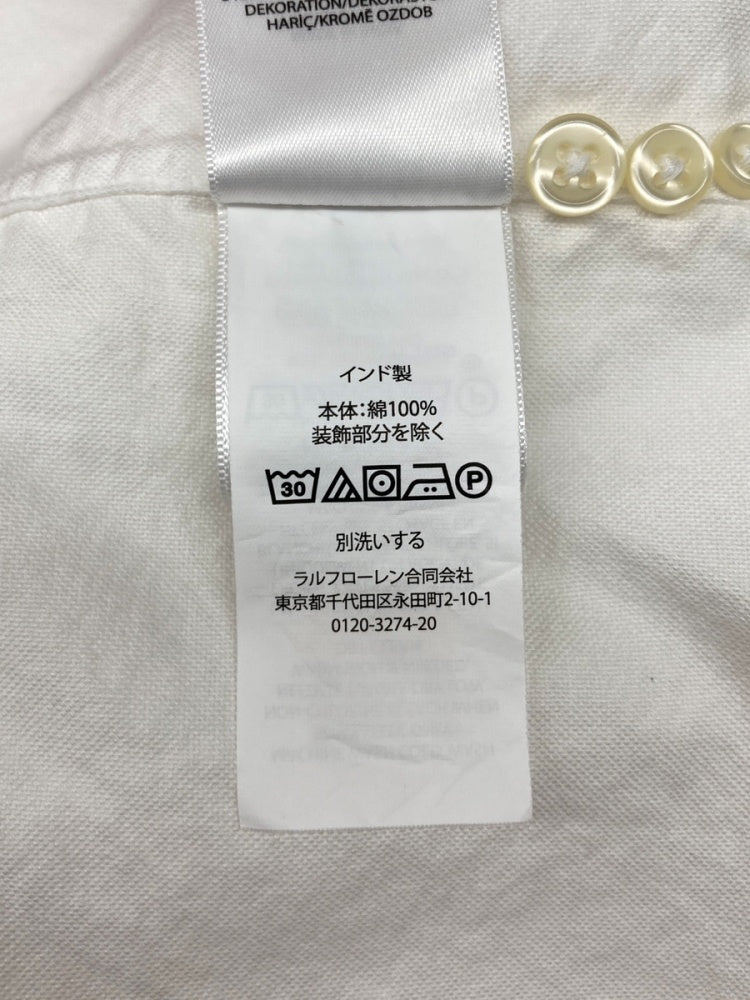 DEKORATION/DEKORAS
HARİÇ/KROMĚ OZDOB
インド製
本体：綿100%
装飾部分を除く
30 P
別洗いする
ラルフローレン合同会社
東京都千代田区永田町2-10-1
0120-3274-20